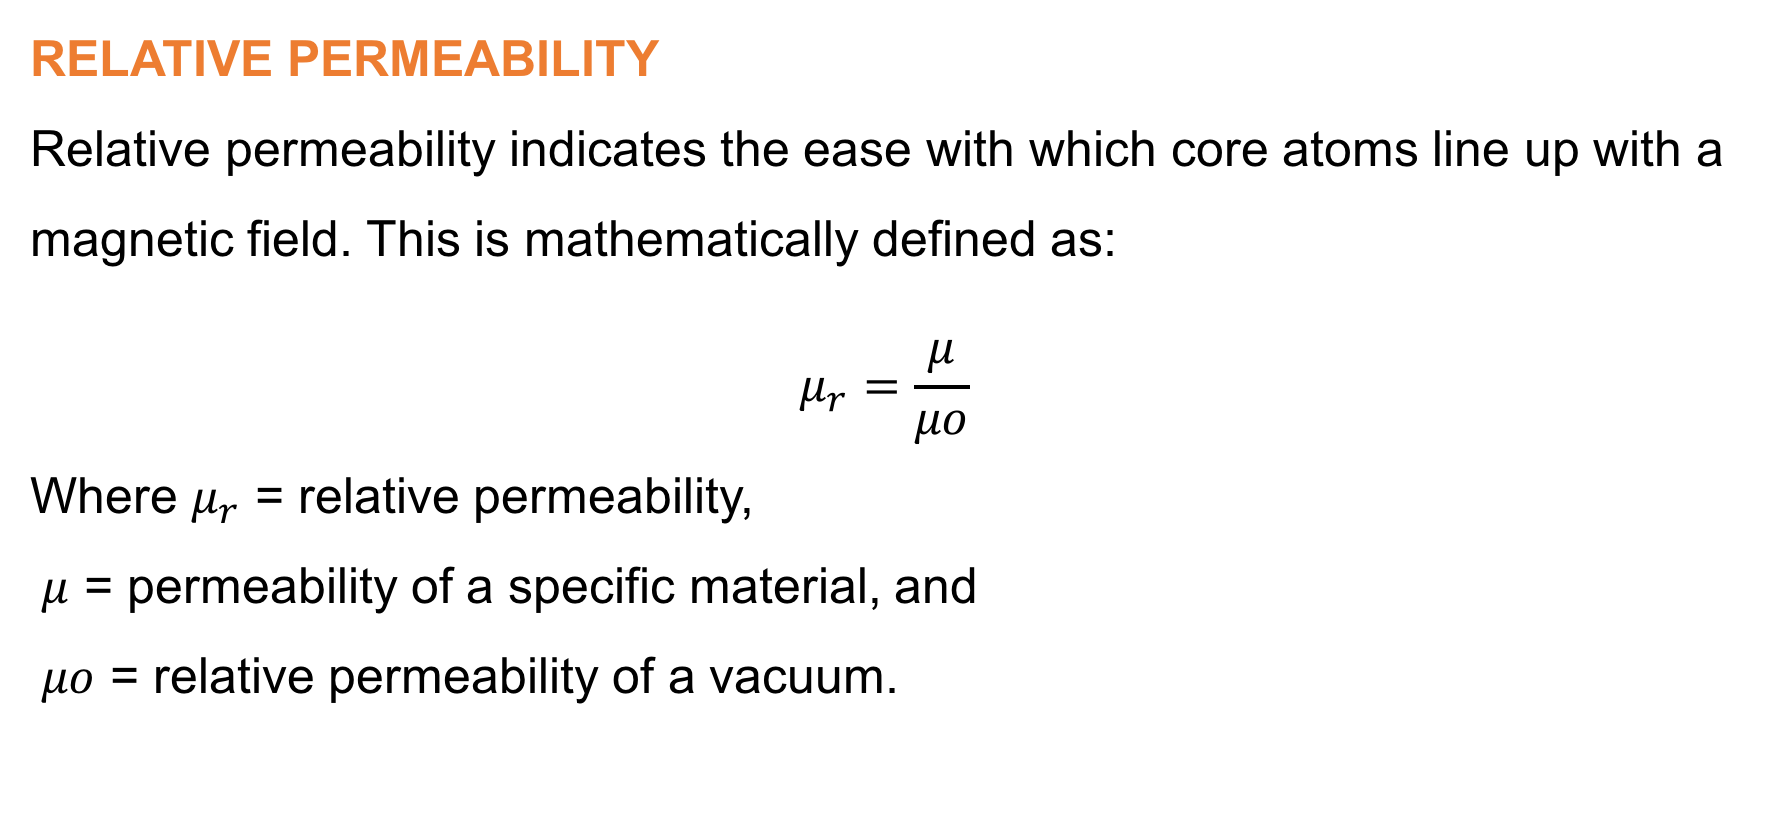 RELATIVE PERMEABILITY
Relative permeability indicates the ease with which core atoms line up with a
magnetic field. This is mathematically defined as:
μᵣ = μ / μo
Where μᵣ = relative permeability,
μ = permeability of a specific material, and
μo = relative permeability of a vacuum.